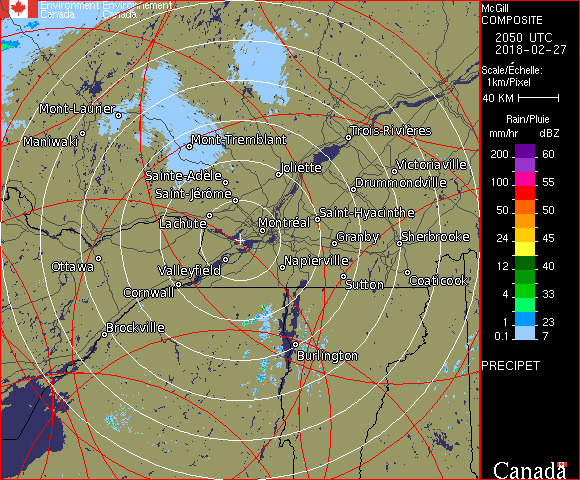 Environment Environnement
Canada Canada
McGill
COMPOSITE
2050 UTC
2018-02-27
Scale/Échelle:
1km/Pixel
40 KM
Rain/Pluie
mm/hr dBZ
200 60
155
100 55
50 50
24 45
12 40
4 33
1 23
0.1 7
PRECIPET
Canada
Mont-Laurier
Maniwaki
Mont-Tremblant
Trois-Rivières
Sainte-Adèle
Joliette
Victoriaville
Saint-Jérôme
Drummondville
Lachute
Montréal
Saint-Hyacinthe
Granby
Sherbrooke
Ottawa
Valleyfield
Napierville
Cornwall
Sutton
Coaticook
Brockville
Burlington